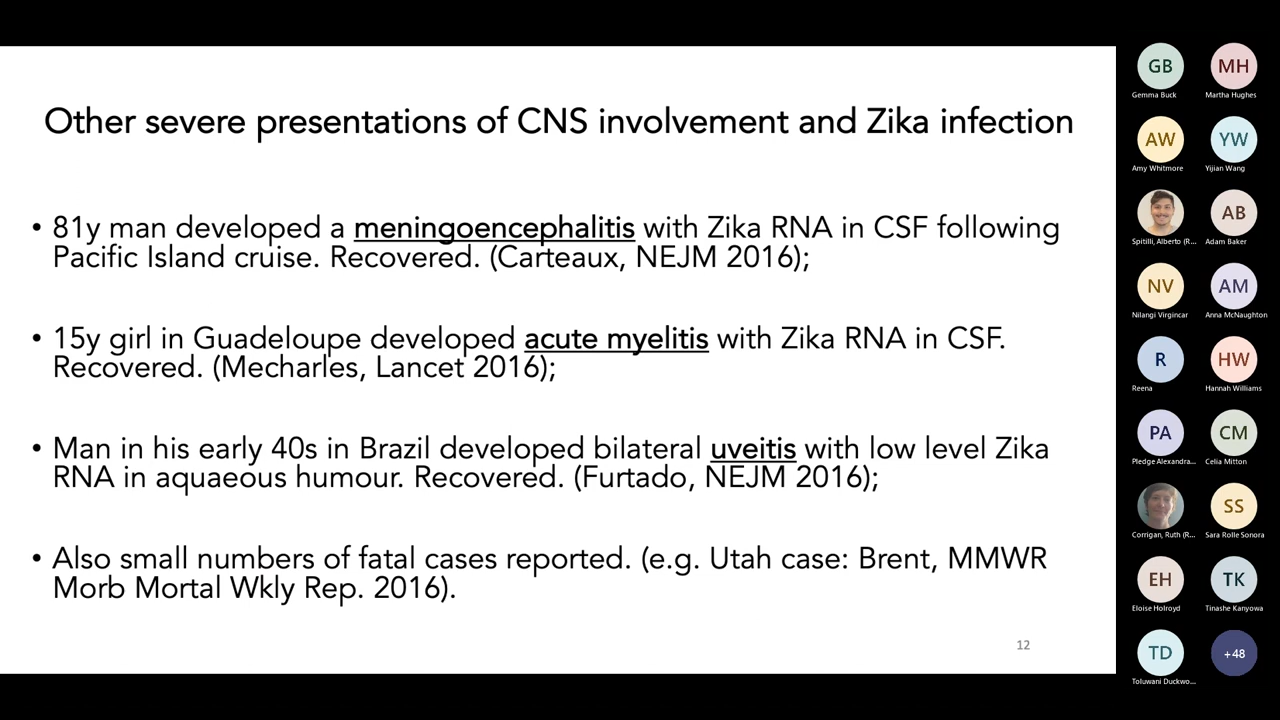 Other severe presentations of CNS involvement and Zika infection
• 81y man developed a meningoencephalitis with Zika RNA in CSF following
Pacific Island cruise. Recovered. (Carteaux, NEJM 2016);
• 15y girl in Guadeloupe developed acute myelitis with Zika RNA in CSF.
Recovered. (Mecharles, Lancet 2016);
• Man in his early 40s in Brazil developed bilateral uveitis with low level Zika
RNA in aquaeous humour. Recovered. (Furtado, NEJM 2016);
• Also small numbers of fatal cases reported. (e.g. Utah case: Brent, MMWR
Morb Mortal Wkly Rep. 2016).
12
GB MH
Gemma Buck Martha Hughes
AW YW
Amy Whitmore Yijian Wang
AB
Spitilli, Alberto (R... Adam Baker
NV AM
Nilangi Virgincar Anna McNaughton
R HW
Reena Hannah Williams
PA CM
Pledge Alexandra... Celia Mitton
SS
Corrigan, Ruth (R... Sara Rolle Sonora
EH TK
Eloise Holroyd Tinashe Kanyowa
TD +48
Toluwani Duckwo...